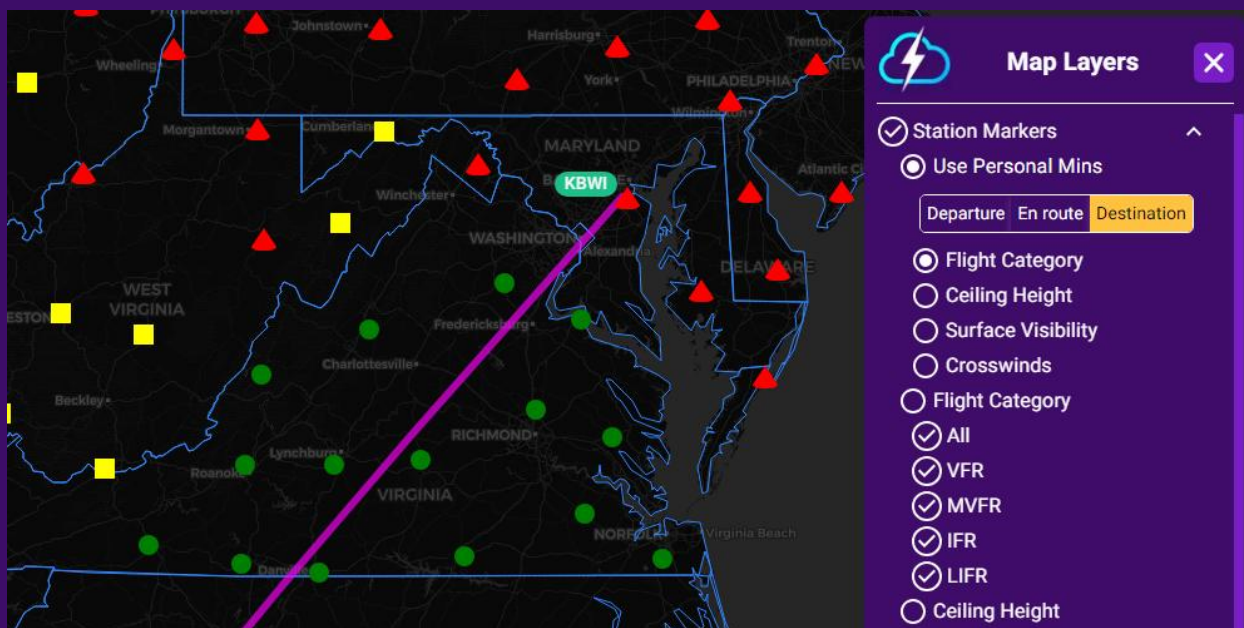 Johnstown
Harrisburg
Trenton
Wheeling
York
PHILADELPHIA
NEW
Wilmington
Morgantown
Cumberland
MARYLAND
Atlantic Ci
KBWI
Winchester
WASHINGTON
Alexandria
DELAWARE
WEST
VIRGINIA
ESTON
Fredericksburg
Charlottesville
Beckley
RICHMOND
Lynchburg
Roanoke
VIRGINIA
NORFOLK
Virginia Beach
Danville
Map Layers
Station Markers
Use Personal Mins
Departure En route Destination
Flight Category
Ceiling Height
Surface Visibility
Crosswinds
Flight Category
All
VFR
MVFR
IFR
LIFR
Ceiling Height